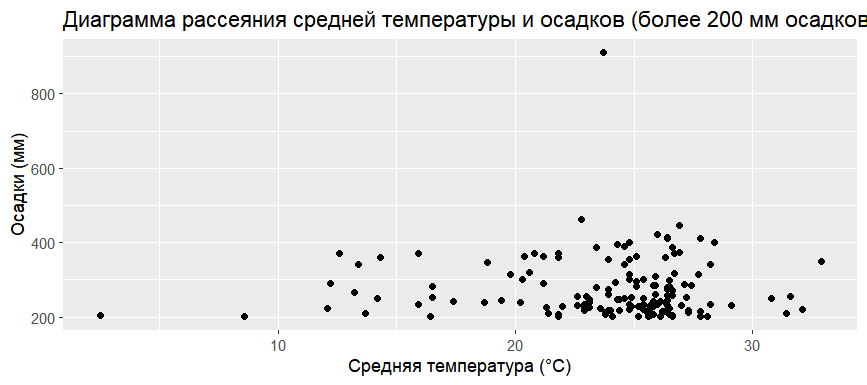 Диаграмма рассеяния средней температуры и осадков (более 200 мм осадков
Осадки (мм)
800
600
400
200
10
20
30
Средняя температура (°C)